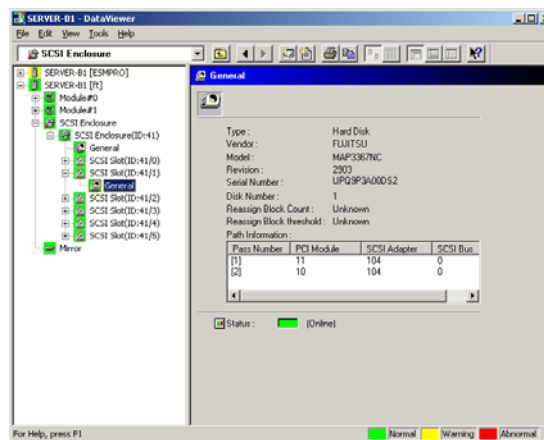 SERVER-B1 - DataViewer
File Edit View Tools Help
SCSI Enclosure
SERVER-B1 [ESMPRO]
SERVER-B1 [ft]
Module#0
Module#1
SCSI Enclosure
SCSI Enclosure(ID:41)
General
SCSI Slot(ID:41/0)
SCSI Slot(ID:41/1)
General
SCSI Slot(ID:41/2)
SCSI Slot(ID:41/3)
SCSI Slot(ID:41/4)
SCSI Slot(ID:41/5)
Mirror
General
Type : Hard Disk
Vendor : FUJITSU
Model : MAP3367NC
Revision : 2903
Serial Number : UPQ9P3A00DS2
Disk Number : 1
Reassign Block Count : Unknown
Reassign Block threshold : Unknown
Path Information :
Pass Number PCI Module SCSI Adapter SCSI Bus
[1] 11 104 0
[2] 10 104 0
Status : (Online)
For Help, press F1
Normal Warning Abnormal